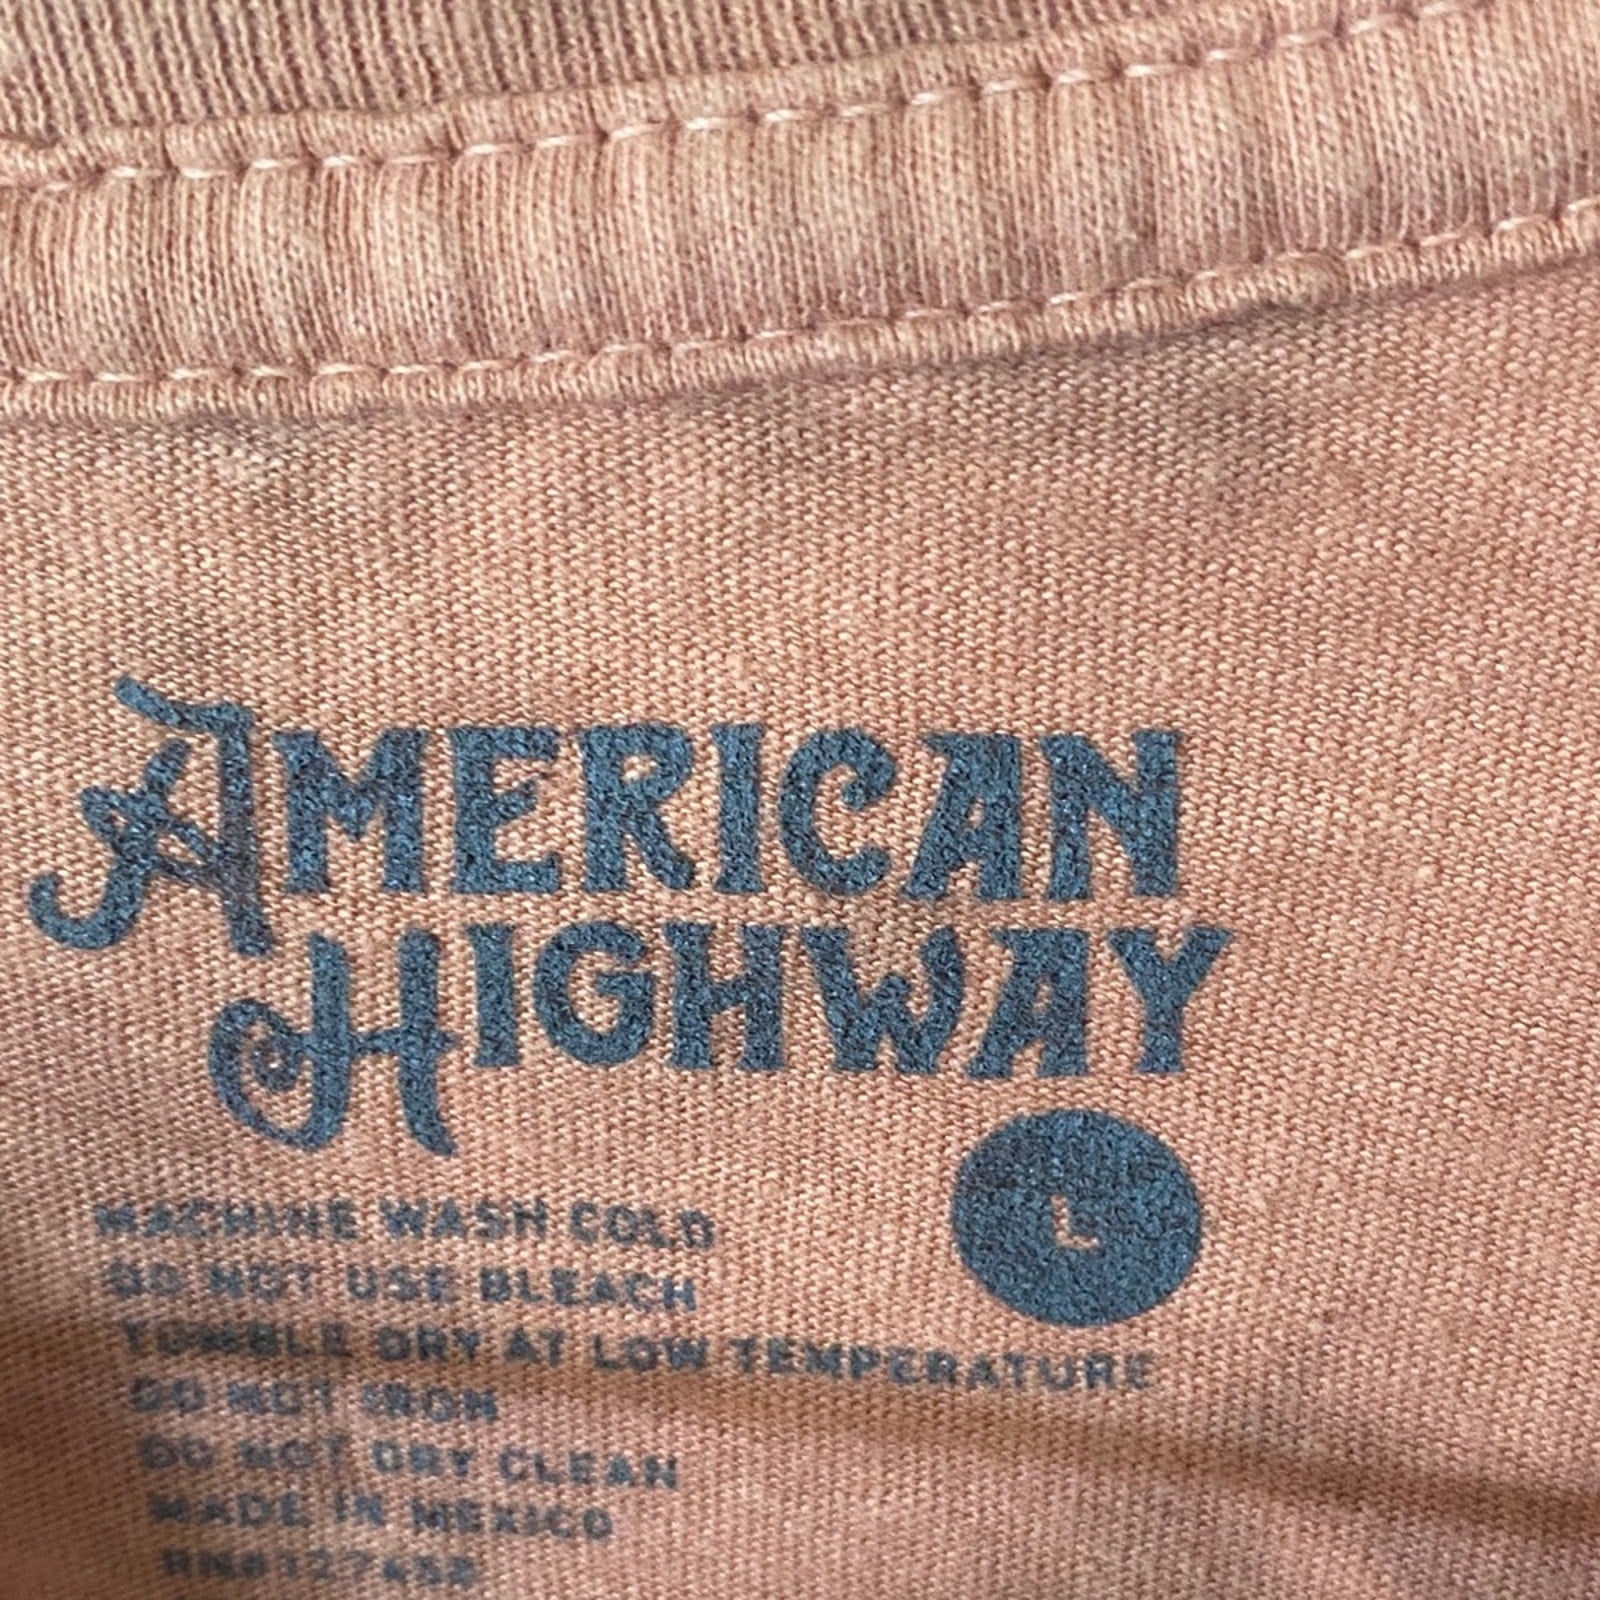 AMERICAN
HIGHWAY
L
MACHINE WASH COLD
DO NOT USE BLEACH
TUMBLE DRY AT LOW TEMPERATURE
DO NOT IRON
DO NOT DRY CLEAN
MADE IN MEXICO